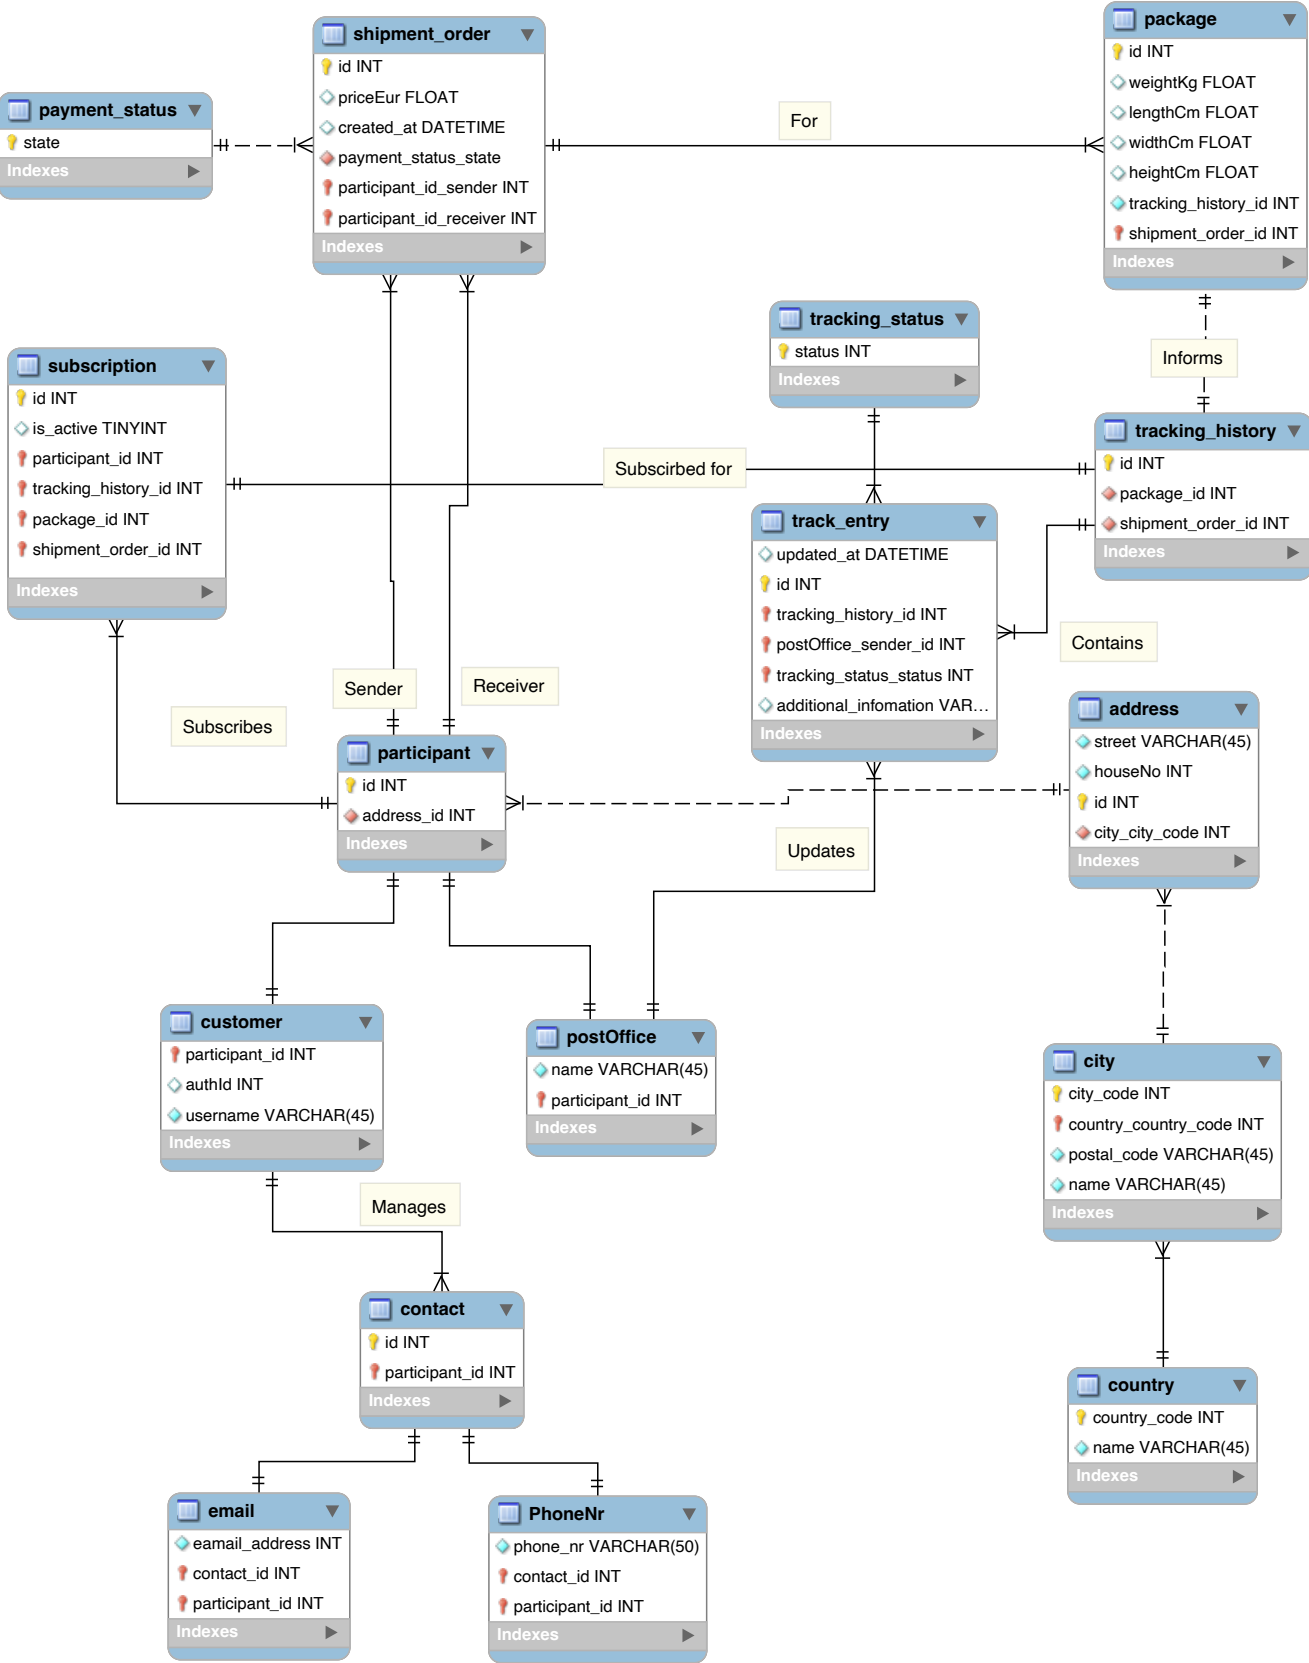 shipment_order
id INT
priceEur FLOAT
created_at DATETIME
payment_status_state
participant_id_sender INT
participant_id_receiver INT
Indexes
package
id INT
weightKg FLOAT
lengthCm FLOAT
widthCm FLOAT
heightCm FLOAT
tracking_history_id INT
shipment_order_id INT
Indexes
payment_status
state
Indexes
For
tracking_status
status INT
Indexes
Informs
subscription
id INT
is_active TINYINT
participant_id INT
tracking_history_id INT
package_id INT
shipment_order_id INT
Indexes
Subscirbed for
tracking_history
id INT
package_id INT
shipment_order_id INT
Indexes
track_entry
updated_at DATETIME
id INT
tracking_history_id INT
postOffice_sender_id INT
tracking_status_status INT
additional_infomation VAR...
Indexes
Contains
Sender
Receiver
Subscribes
participant
id INT
address_id INT
Indexes
address
street VARCHAR(45)
houseNo INT
id INT
city_city_code INT
Indexes
Updates
customer
participant_id INT
authId INT
username VARCHAR(45)
Indexes
postOffice
name VARCHAR(45)
participant_id INT
Indexes
city
city_code INT
country_country_code INT
postal_code VARCHAR(45)
name VARCHAR(45)
Indexes
Manages
contact
id INT
participant_id INT
Indexes
country
country_code INT
name VARCHAR(45)
Indexes
email
eamail_address INT
contact_id INT
participant_id INT
Indexes
PhoneNr
phone_nr VARCHAR(50)
contact_id INT
participant_id INT
Indexes